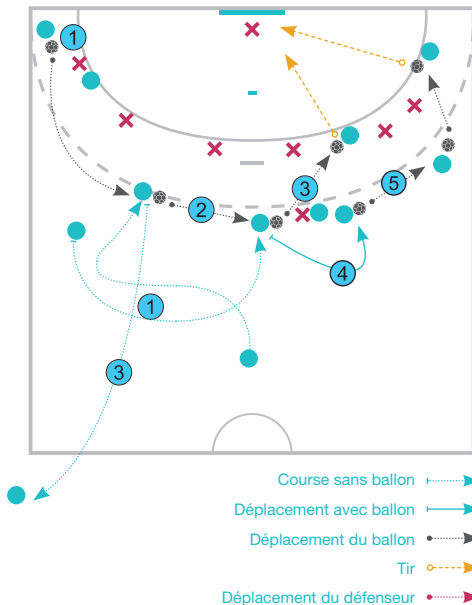 1
2
3
5
4
1
3
Course sans ballon
Déplacement avec ballon
Déplacement du ballon
Tir
Déplacement du défenseur